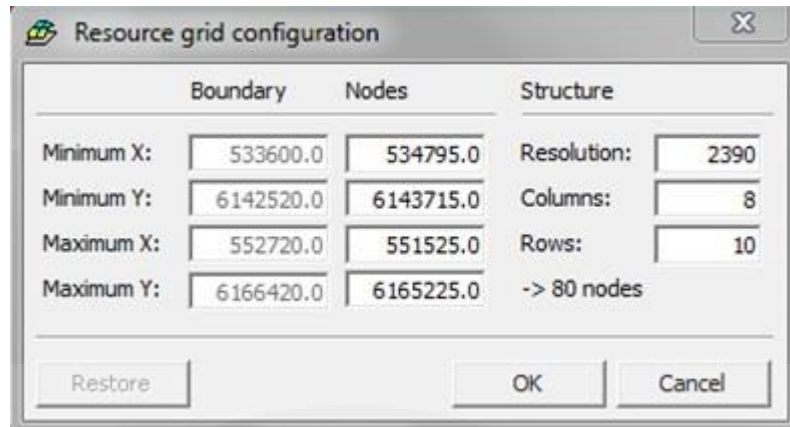 Resource grid configuration
Boundary Nodes Structure
Minimum X: 533600.0 534795.0 Resolution: 2390
Minimum Y: 6142520.0 6143715.0 Columns: 8
Maximum X: 552720.0 551525.0 Rows: 10
Maximum Y: 6166420.0 6165225.0 -> 80 nodes
Restore OK Cancel